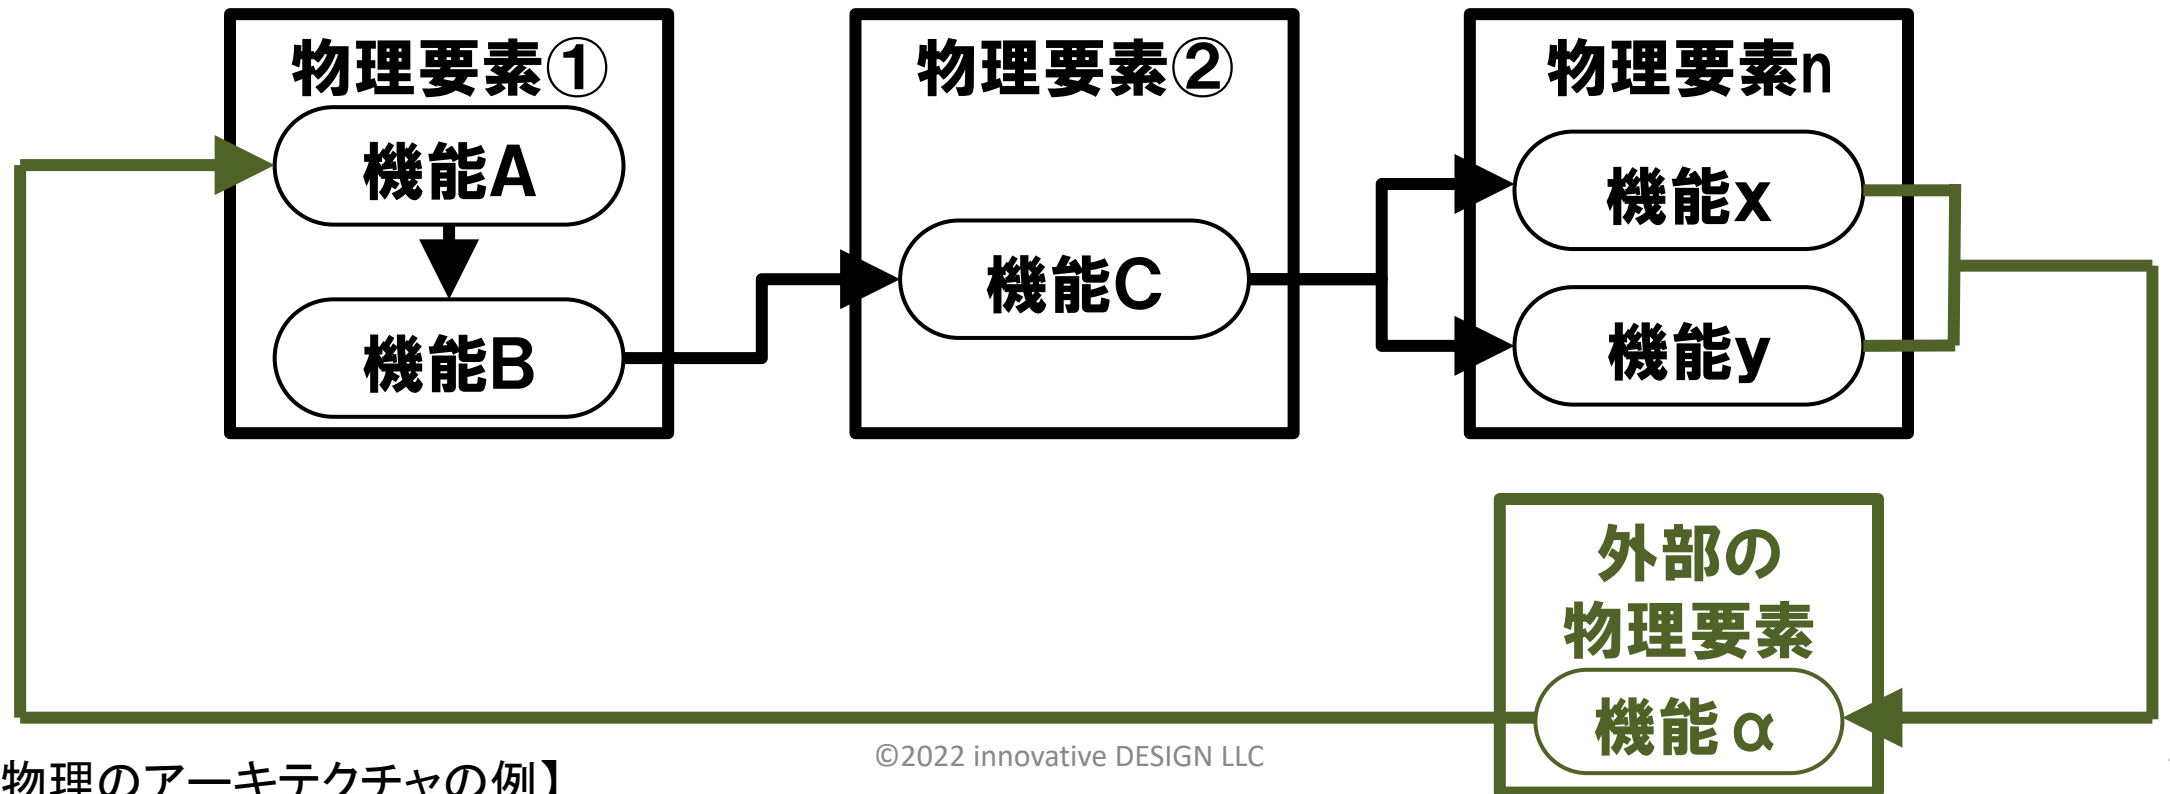 物理要素①
機能A
機能B
物理要素②
機能C
物理要素n
機能x
機能y
外部の
物理要素
機能α
©2022 innovative DESIGN LLC
物理のアーキテクチャの例】